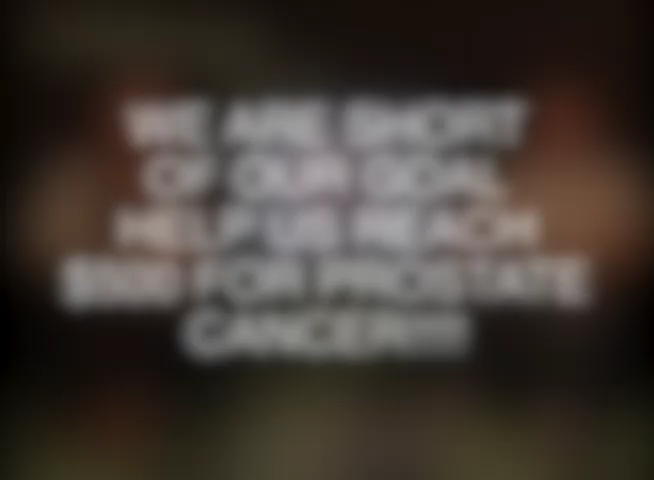 WE ARE SHORT
OF OUR GOAL
HELP US REACH
FOR PROSTATE
CANCER!!!!